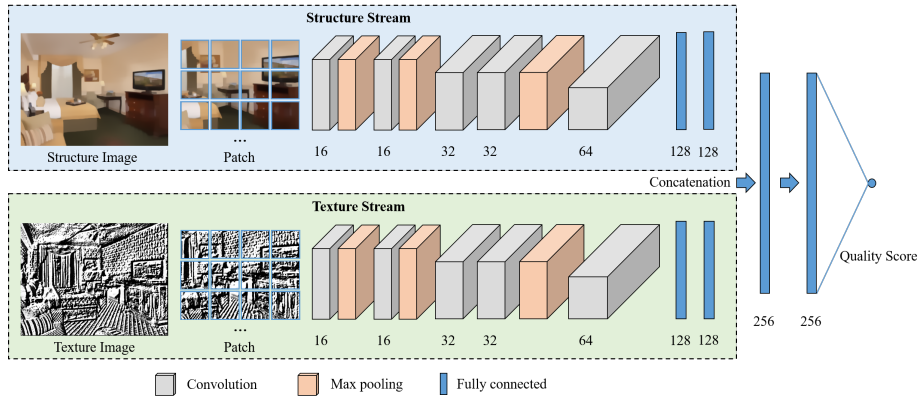 Structure Stream
...
Structure Image
Patch
16
16
32
32
64
128
128
Concatenation
Texture Stream
...
Texture Image
Patch
16
16
32
32
64
128
128
256
256
Quality Score
Convolution
Max pooling
Fully connected